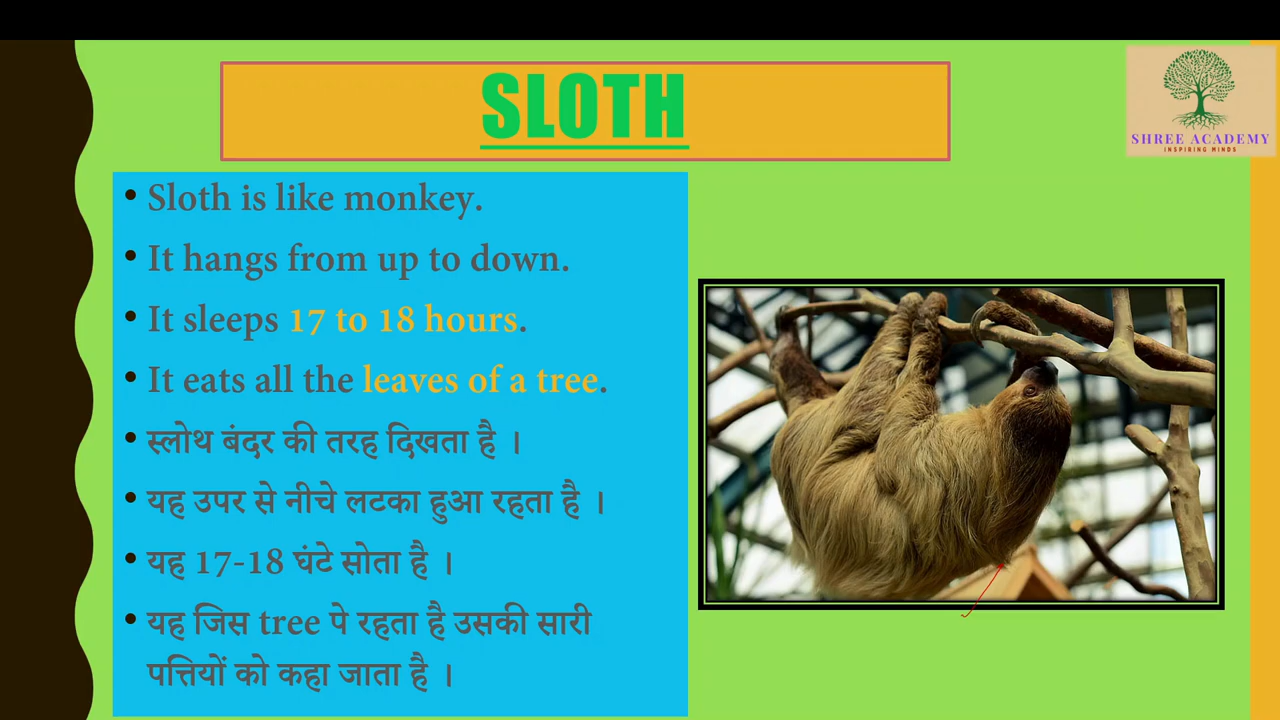 SLOTH
SHREE ACADEMY
INSPIRING MINDS
• Sloth is like monkey.
• It hangs from up to down.
• It sleeps 17 to 18 hours.
• It eats all the leaves of a tree.
• स्लोथ बंदर की तरह दिखता है ।
• यह उपर से नीचे लटका हुआ रहता है ।
• यह 17-18 घंटे सोता है ।
• यह जिस tree पे रहता है उसकी सारी
पत्तियों को कहा जाता है ।